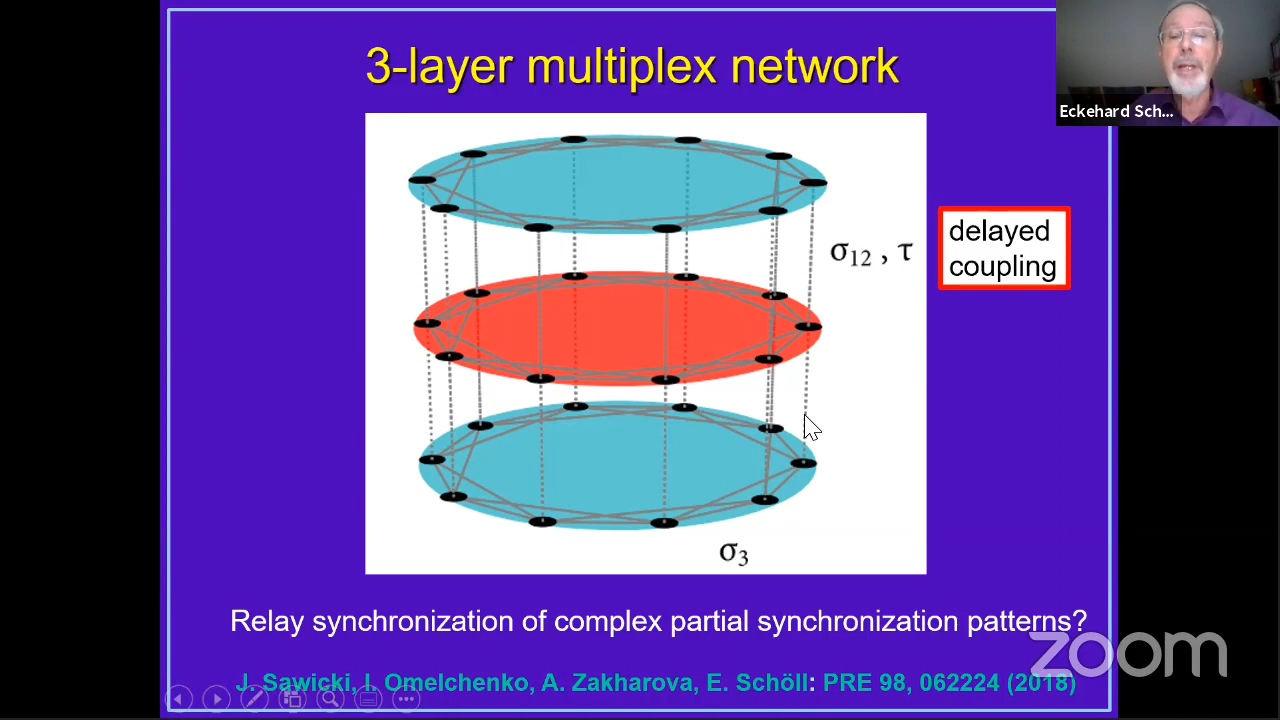 3-layer multiplex network
Eckehard Sch...
σ12 , τ
delayed
coupling
σ3
Relay synchronization of complex partial synchronization patterns?
zoom
J. Sawicki, I. Omelchenko, A. Zakharova, E. Schöll: PRE 98, 062224 (2018)